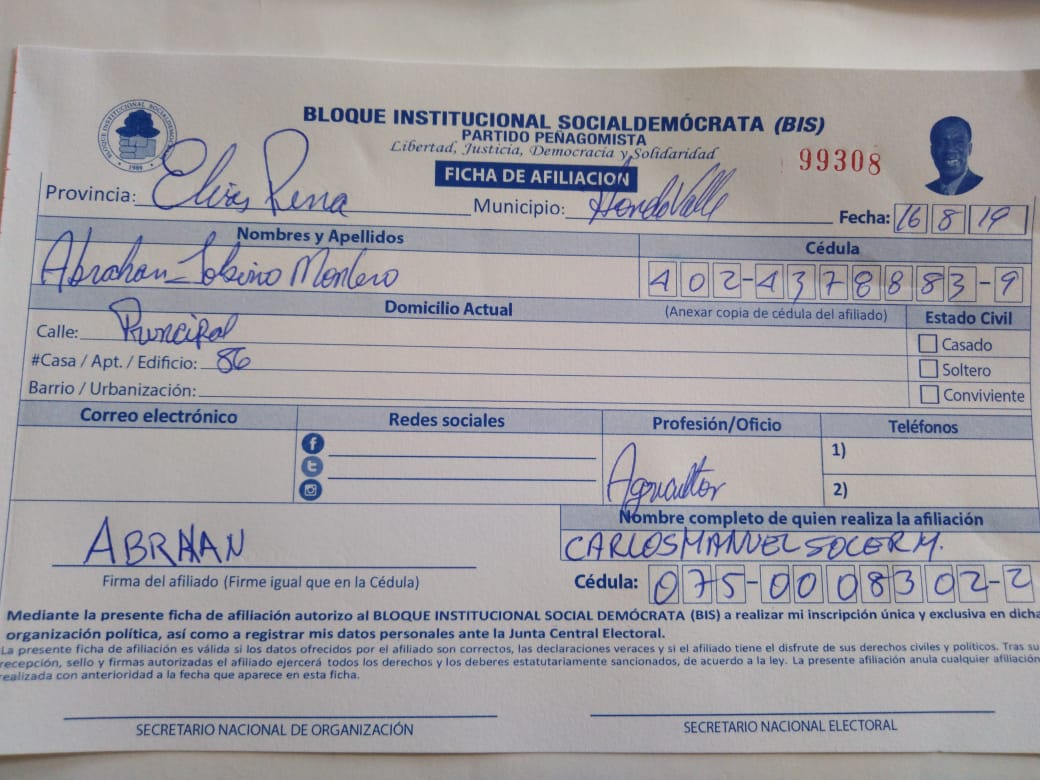 BLOQUE INSTITUCIONAL SOCIALDEMÓCRATA (BIS)
PARTIDO PEÑAGOMISTA
Libertad, Justicia, Democracia y Solidaridad
99308
FICHA DE AFILIACION
Provincia: Elias Pena Municipio: Hondo Valle Fecha: 16 8 19
Nombres y Apellidos Cédula
Abrahan Montero 402-4378883-9
Domicilio Actual (Anexar copia de cédula del afiliado) Estado Civil
Calle: Principal Casado
#Casa / Apt. / Edificio: 86 Soltero
Barrio / Urbanización: Conviviente
Correo electrónico Redes sociales Profesión/Oficio Teléfonos
1)
Agricultor 2)
Nombre completo de quien realiza la afiliación
ABRHAN CARLOS MANUEL SOLER M.
Firma del afiliado (Firme igual que en la Cédula) Cédula: 075-0008302-2
Mediante la presente ficha de afiliación autorizo al BLOQUE INSTITUCIONAL SOCIAL DEMÓCRATA (BIS) a realizar mi inscripción única y exclusiva en dicha
organización política, así como a registrar mis datos personales ante la Junta Central Electoral.
La presente ficha de afiliación es válida si los datos ofrecidos por el afiliado son correctos, las declaraciones veraces y si el afiliado tiene el disfrute de sus derechos civiles y políticos. Tras su
recepción, sello y firmas autorizadas el afiliado ejercerá todos los derechos y los deberes estatutariamente sancionados, de acuerdo a la ley. La presente afiliación anula cualquier afiliación
realizada con anterioridad a la fecha que aparece en esta ficha.
SECRETARIO NACIONAL DE ORGANIZACIÓN SECRETARIO NACIONAL ELECTORAL